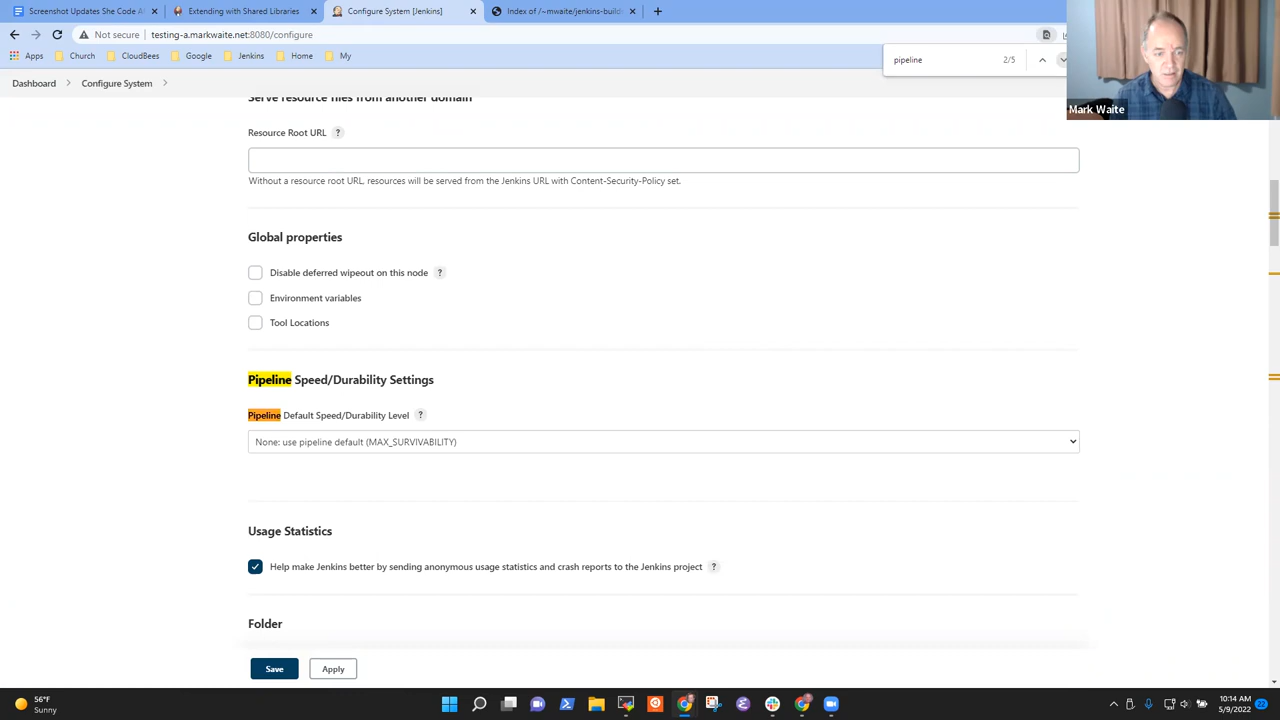 Screenshot Updates She Code A
Extending with Shared Libraries
Configure System [Jenkins]
Index of /~mwaite/jenkins-build
Not secure
testing-a.markwaite.net:8080/configure
Apps
Church
CloudBees
Google
Jenkins
Home
My
pipeline
2/5
Mark Waite
Dashboard
Configure System
Serve resource files from another domain
Resource Root URL ?
Without a resource root URL, resources will be served from the Jenkins URL with Content-Security-Policy set.
Global properties
Disable deferred wipeout on this node ?
Environment variables
Tool Locations
Pipeline Speed/Durability Settings
Pipeline Default Speed/Durability Level ?
None: use pipeline default (MAX_SURVIVABILITY)
Usage Statistics
Help make Jenkins better by sending anonymous usage statistics and crash reports to the Jenkins project ?
Folder
Save
Apply
56°F
Sunny
10:14 AM
5/9/2022
22